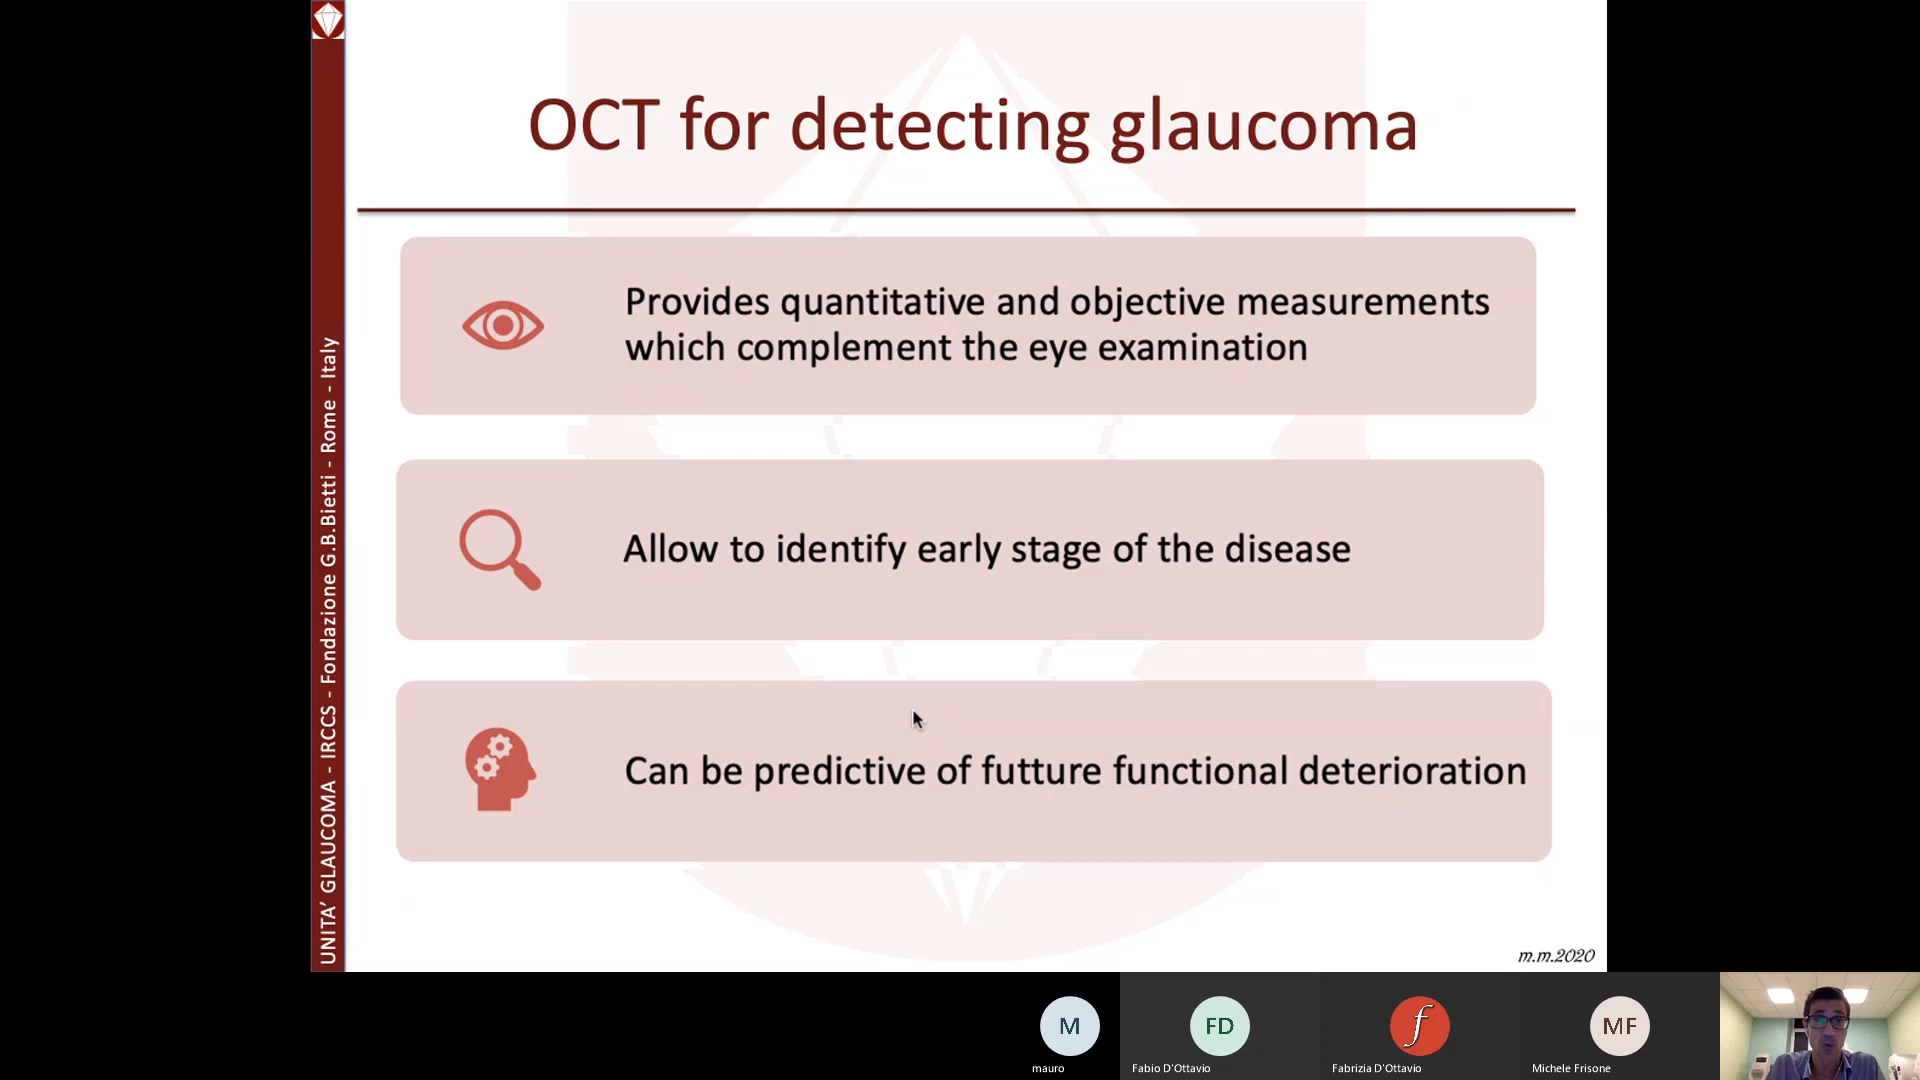 OCT for detecting glaucoma
Provides quantitative and objective measurements
which complement the eye examination
Allow to identify early stage of the disease
Can be predictive of futture functional deterioration
UNITA’ GLAUCOMA - IRCCS - Fondazione G.B.Bietti - Rome - Italy
m.m.2020
M
mauro
FD
Fabio D'Ottavio
f
Fabrizia D'Ottavio
MF
Michele Frisone